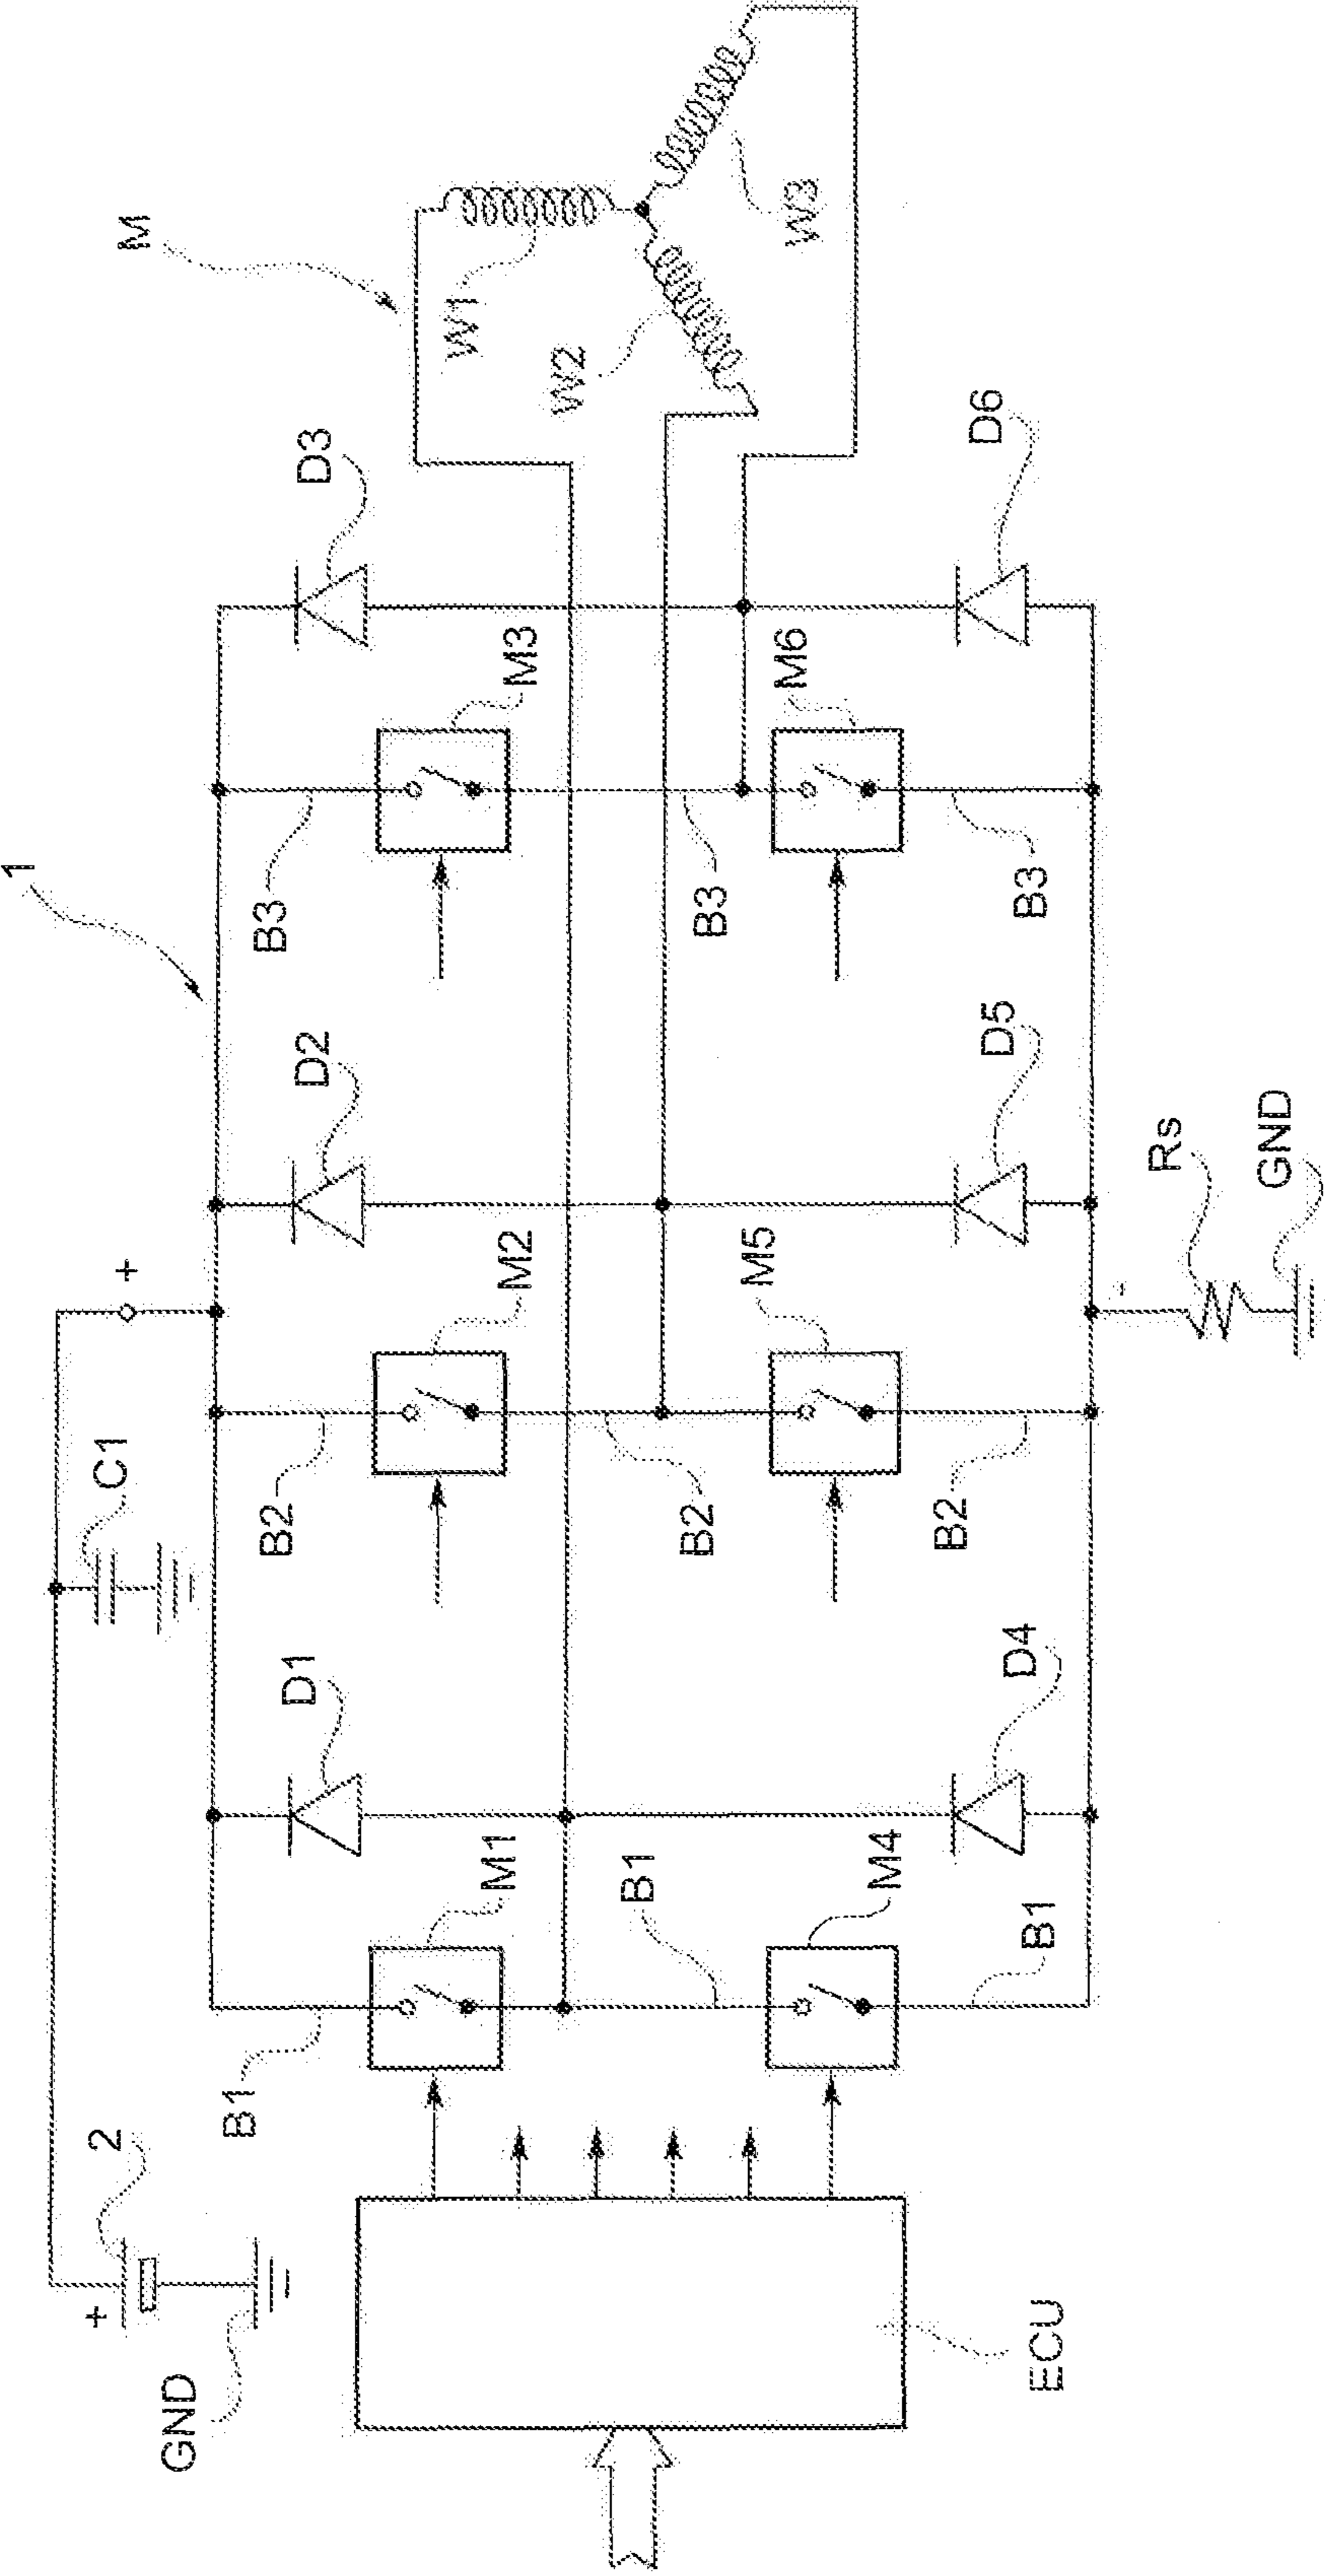 2
+
GND
C1
+
1
M
B1
D1
B2
D2
B3
D3
M1
M2
M3
W1
W2
W3
B1
B2
B3
M4
M5
M6
D4
D5
D6
B1
B2
B3
ECU
Rs
GND